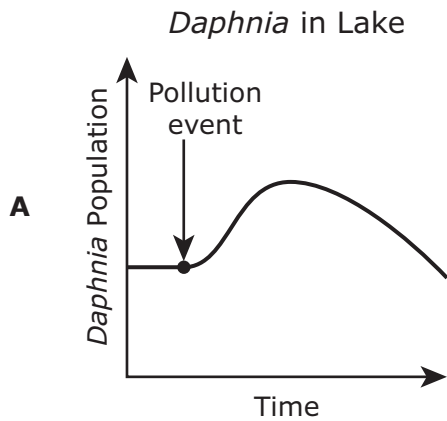 Daphnia in Lake
Pollution
event
A
Daphnia Population
Time